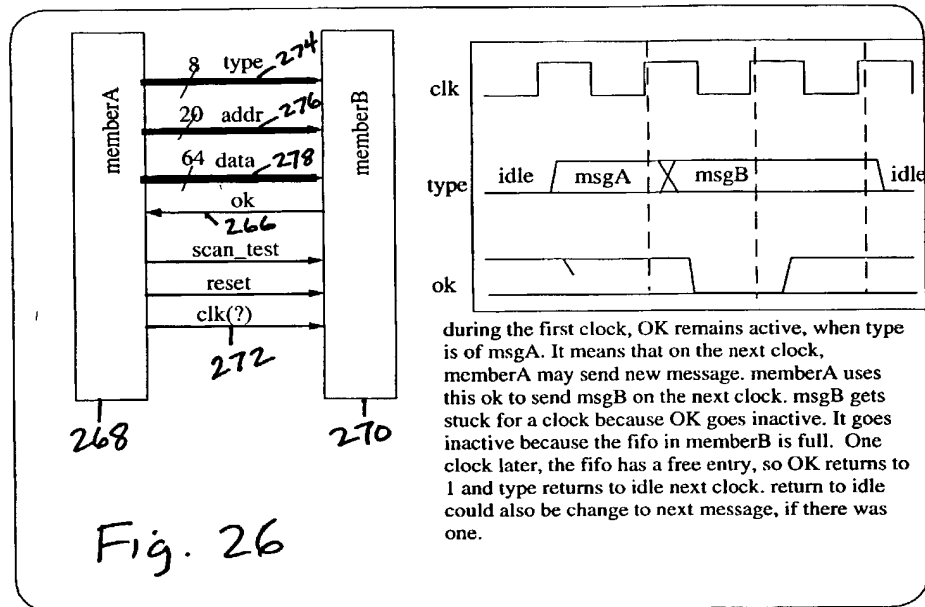 memberA
8 type 274
20 addr 276
64 data 278
ok
266
scan_test
reset
clk(?)
272
memberB
268
270
Fig. 26
clk
type
idle
msgA
msgB
idle
ok
during the first clock, OK remains active, when type
is of msgA. It means that on the next clock,
memberA may send new message. memberA uses
this ok to send msgB on the next clock. msgB gets
stuck for a clock because OK goes inactive. It goes
inactive because the fifo in memberB is full. One
clock later, the fifo has a free entry, so OK returns to
1 and type returns to idle next clock. return to idle
could also be change to next message, if there was
one.